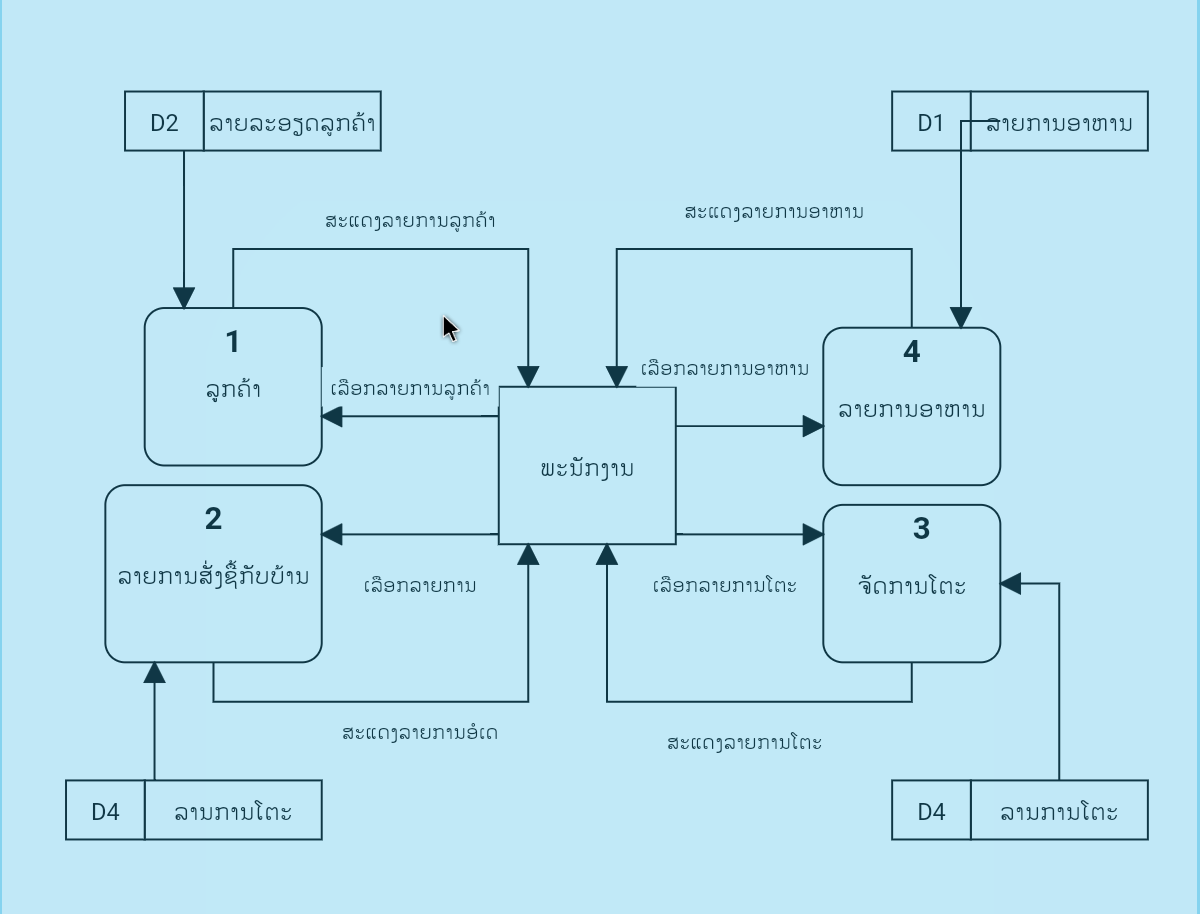 D2 ລາຍລະອຽດລູກຄ້າ
D1 ລາຍການອາຫານ
ສະແດງລາຍການລູກຄ້າ
ສະແດງລາຍການອາຫານ
1
ລູກຄ້າ
ເລືອກລາຍການລູກຄ້າ
ເລືອກລາຍການອາຫານ
4
ລາຍການອາຫານ
ພະນັກງານ
2
ລາຍການສັ່ງຊື້ກັບບ້ານ
3
ຈັດການໂຕະ
ເລືອກລາຍການ
ເລືອກລາຍການໂຕະ
ສະແດງລາຍການອໍເດ
ສະແດງລາຍການໂຕະ
D4 ລານການໂຕະ
D4 ລານການໂຕະ